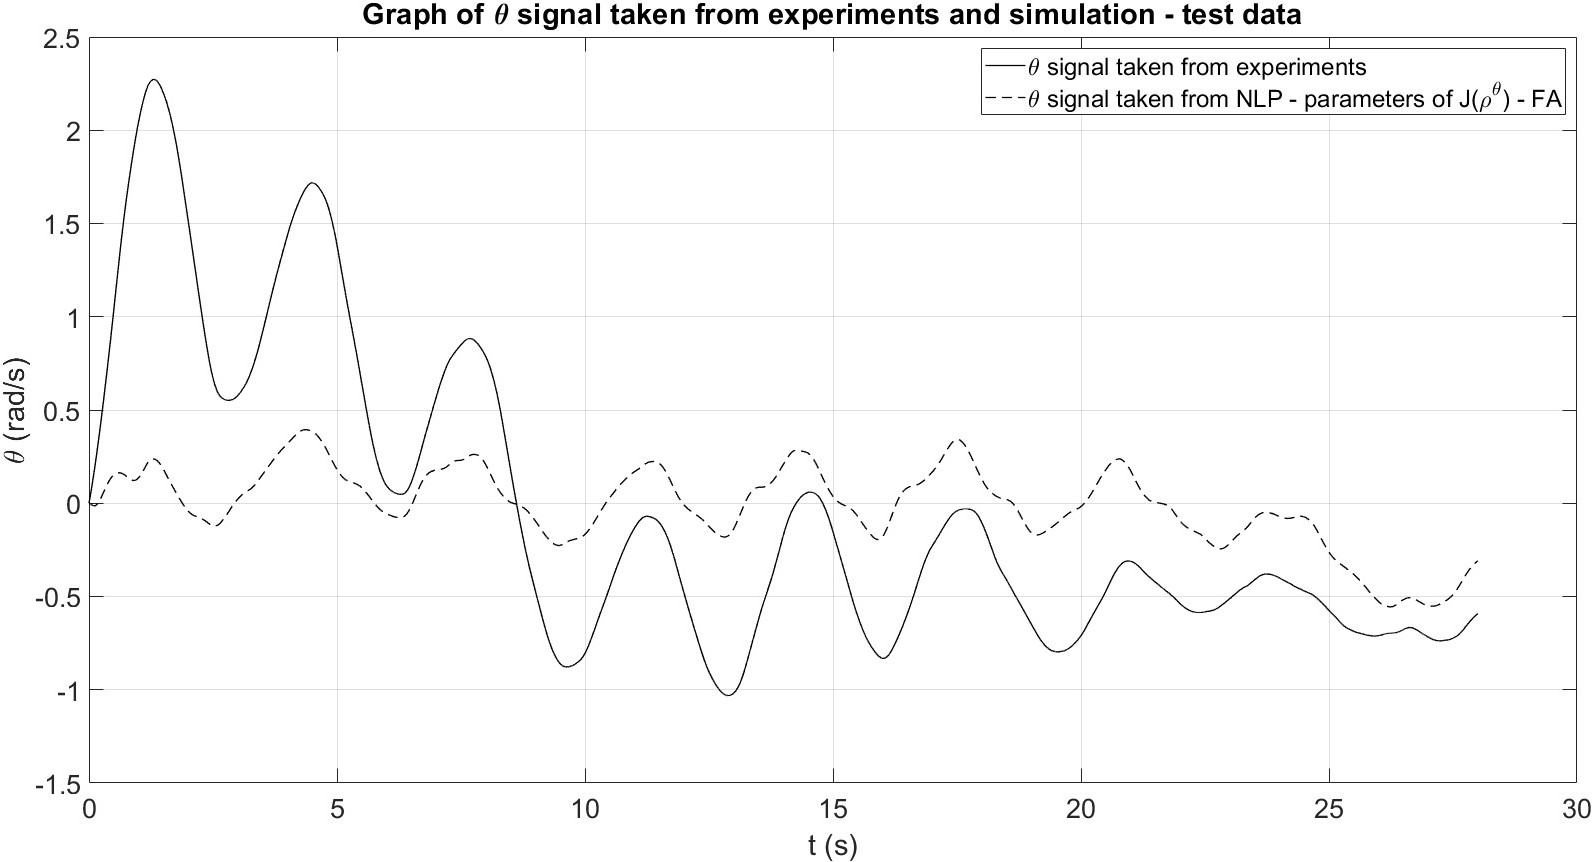 Graph of θ signal taken from experiments and simulation - test data
θ signal taken from experiments
θ signal taken from NLP - parameters of J(ρ^θ) - FA
2.5
2
1.5
1
0.5
0
-0.5
-1
-1.5
θ (rad/s)
0 5 10 15 20 25 30
t (s)